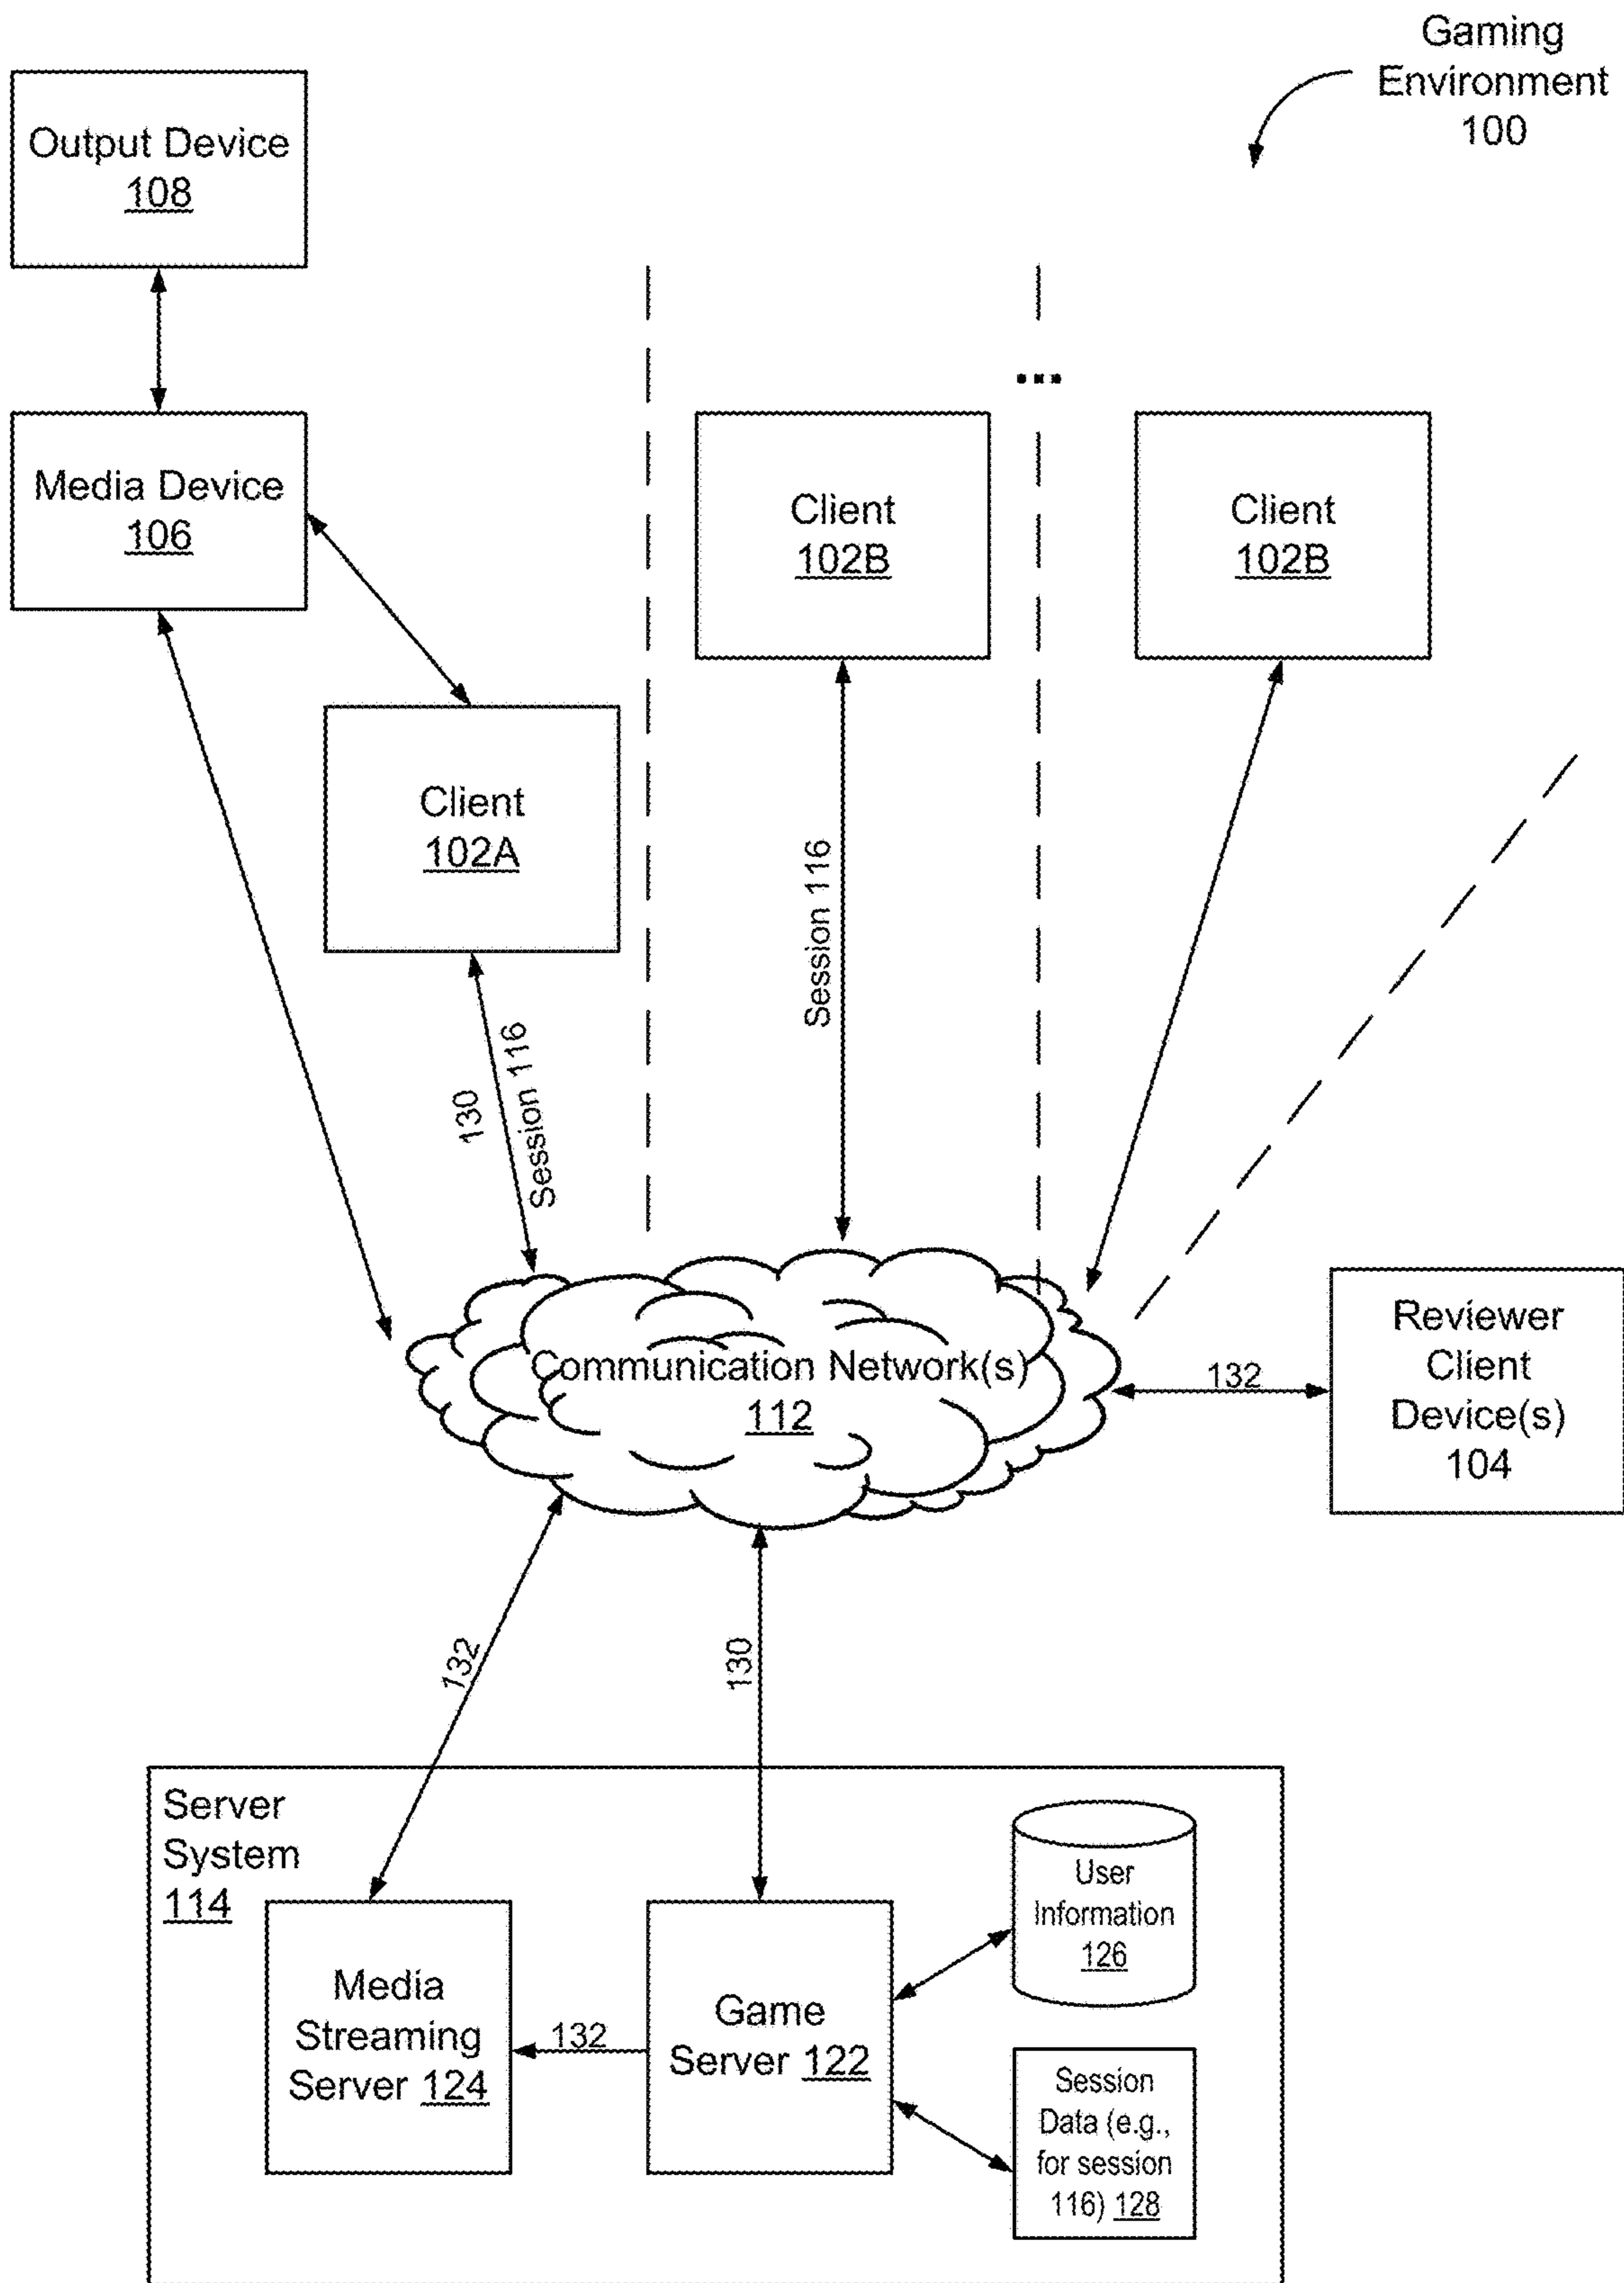 Gaming
Environment
100
Output Device
108
...
Media Device
106
Client
102B
Client
102B
Client
102A
Session 116
130
Session 116
Communication Network(s)
112
132
Reviewer
Client
Device(s)
104
132
130
Server
System
114
User
Information
126
Media
Streaming
Server 124
132
Game
Server 122
Session
Data (e.g.,
for session
116) 128